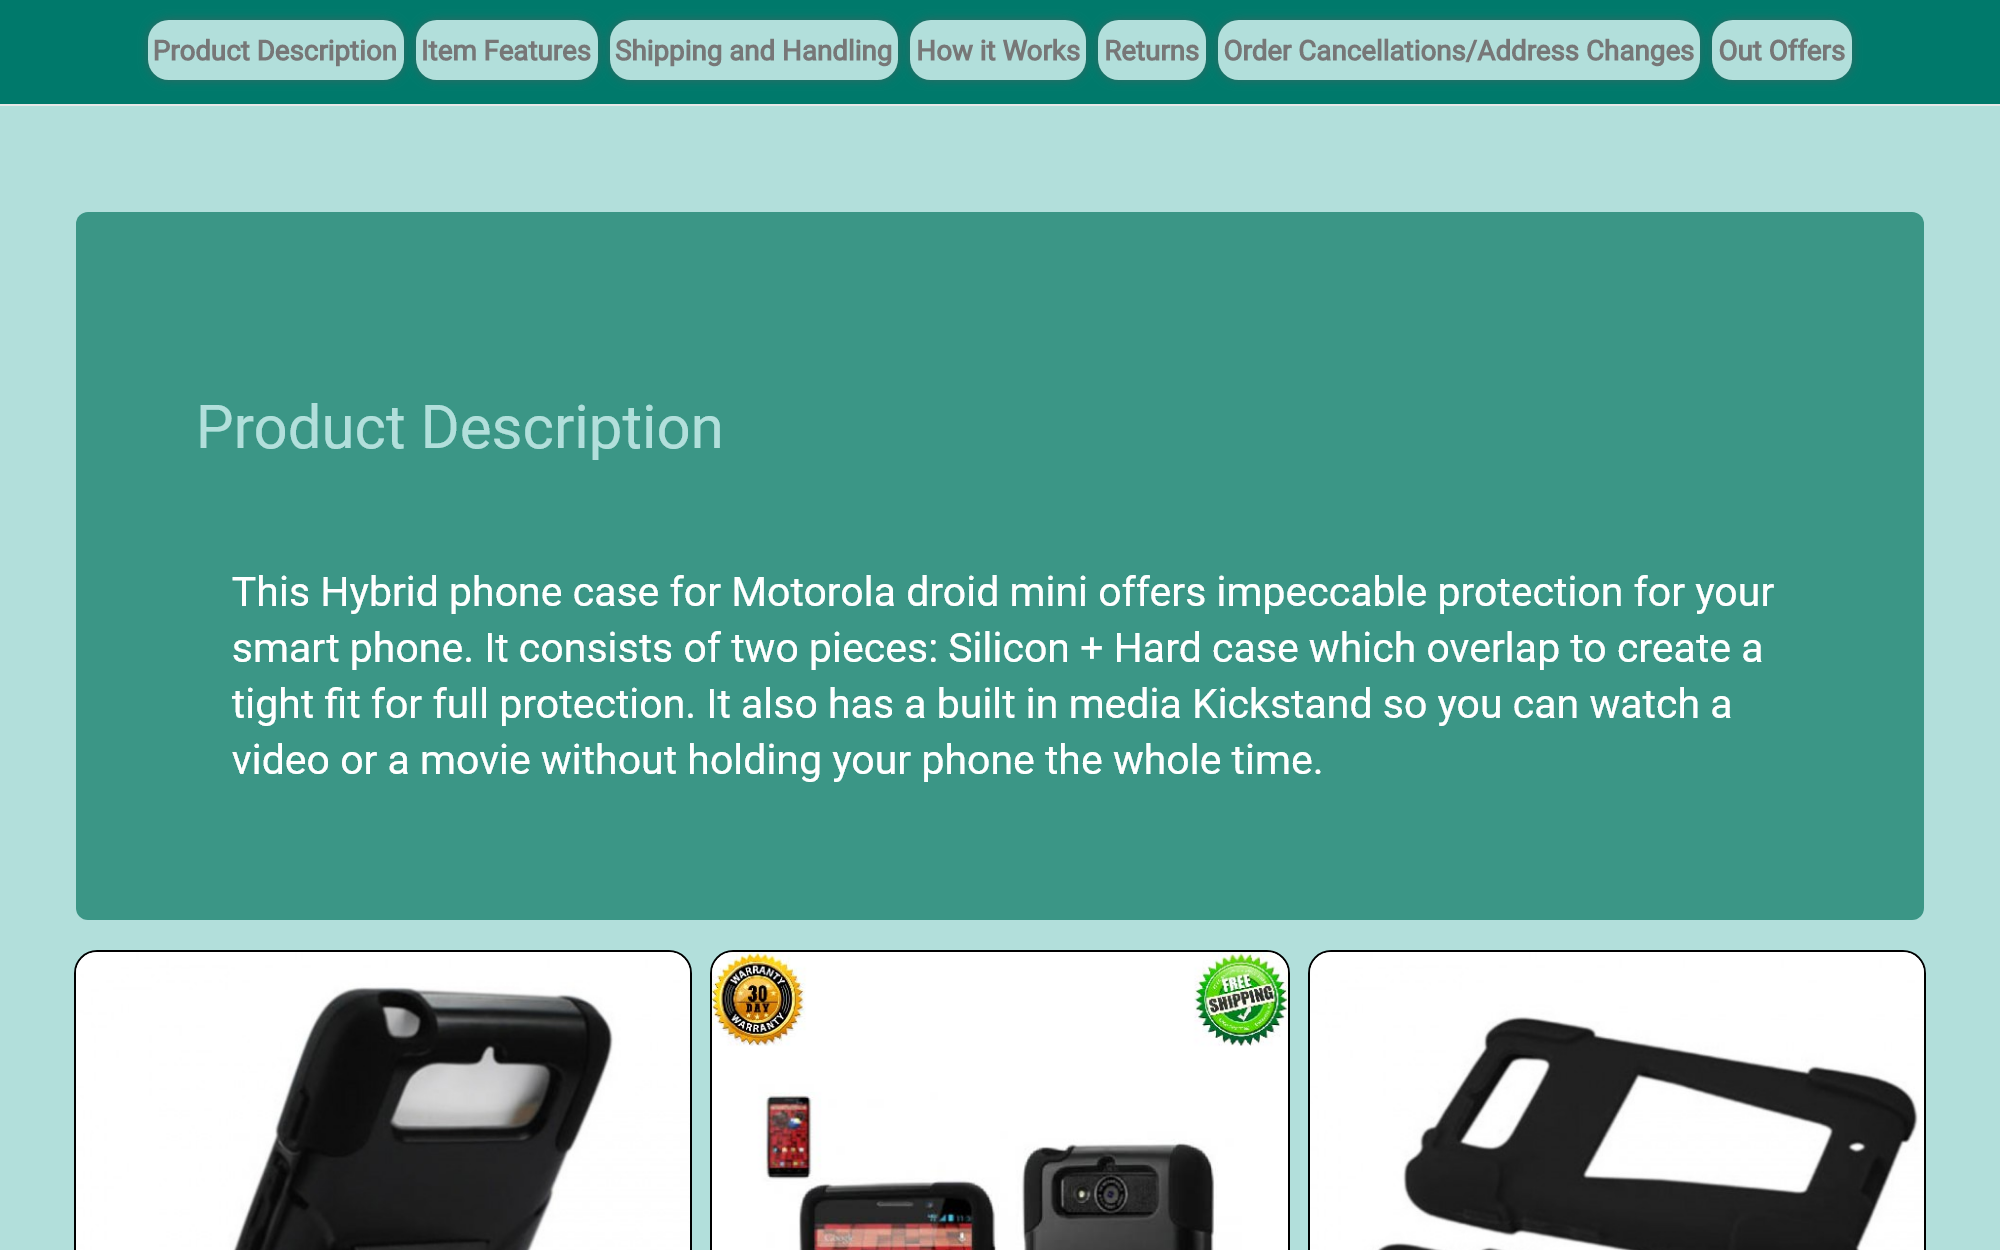 Product Description
Item Features
Shipping and Handling
How it Works
Returns
Order Cancellations/Address Changes
Out Offers
Product Description
This Hybrid phone case for Motorola droid mini offers impeccable protection for your
smart phone. It consists of two pieces: Silicon + Hard case which overlap to create a
tight fit for full protection. It also has a built in media Kickstand so you can watch a
video or a movie without holding your phone the whole time.
WARRANTY
30
DAY
WARRANTY
FREE
SHIPPING
Google